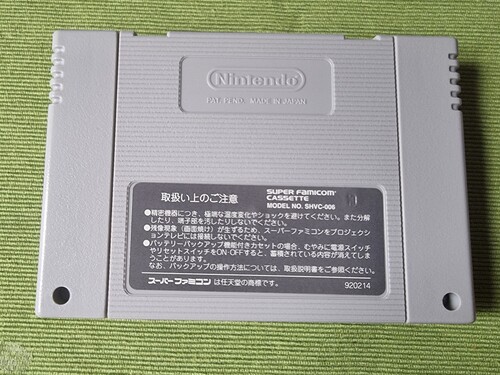 Nintendo
PAT. PEND. MADE IN JAPAN
取扱い上のご注意
SUPER FAMICOM
CASSETTE
MODEL NO. SHVC-006
●精密機器につき、極端な温度変化やショックを避けてください。また分解
したり、端子部を汚したりしないでください。
●残像現象(画面焼け)が生ずるため、スーパーファミコンをプロジェク
ションテレビには接続しないでください。
●バッテリーバックアップ機能付きカセットの場合、むやみに電源スイッチ
やリセットスイッチをON・OFFすると、蓄積されている内容が消えてしま
うことがあります。
なお、バックアップの操作方法については、取扱説明書をご参照ください。
スーパーファミコン は任天堂の商標です。
920214